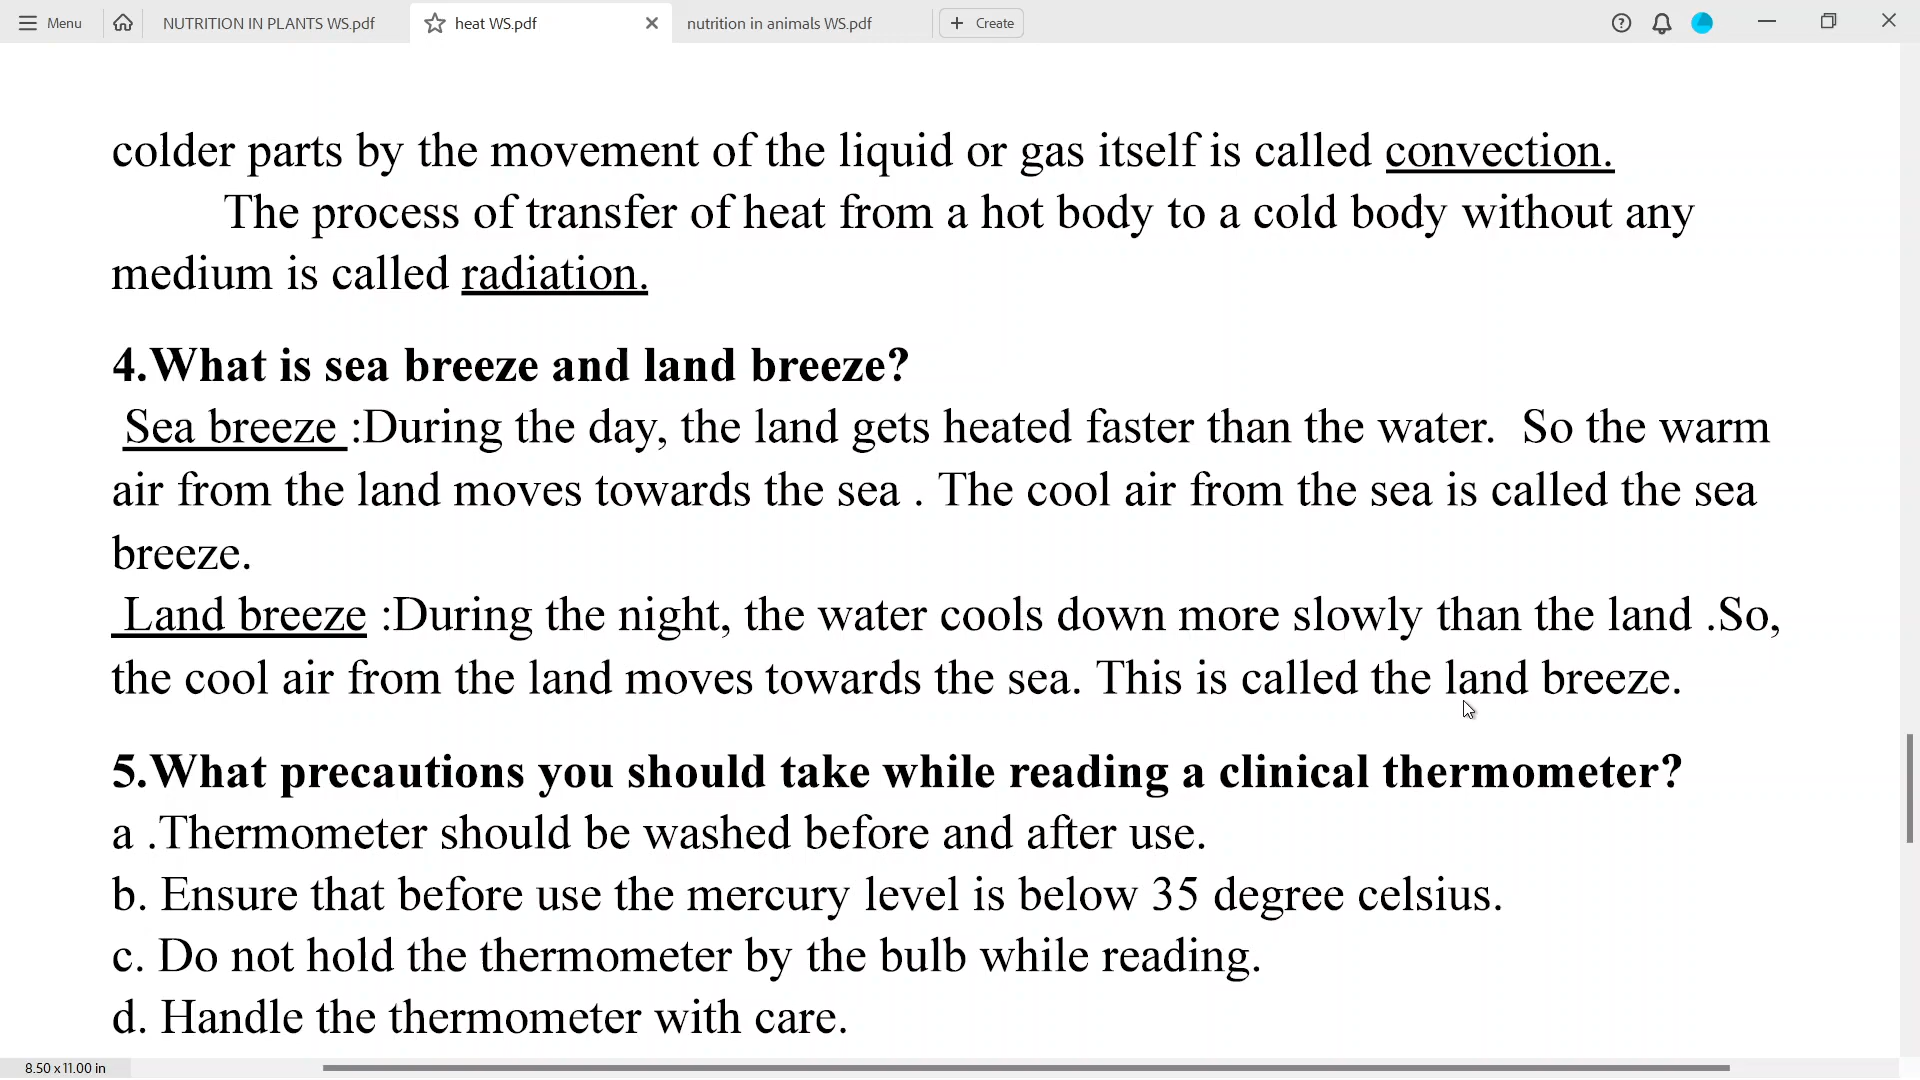 Menu
NUTRITION IN PLANTS WS.pdf
heat WS.pdf
nutrition in animals WS.pdf
Create
colder parts by the movement of the liquid or gas itself is called convection.
The process of transfer of heat from a hot body to a cold body without any
medium is called radiation.
4.What is sea breeze and land breeze?
Sea breeze :During the day, the land gets heated faster than the water. So the warm
air from the land moves towards the sea . The cool air from the sea is called the sea
breeze.
Land breeze :During the night, the water cools down more slowly than the land .So,
the cool air from the land moves towards the sea. This is called the land breeze.
5.What precautions you should take while reading a clinical thermometer?
a .Thermometer should be washed before and after use.
b. Ensure that before use the mercury level is below 35 degree celsius.
c. Do not hold the thermometer by the bulb while reading.
d. Handle the thermometer with care.
8.50 x 11.00 in